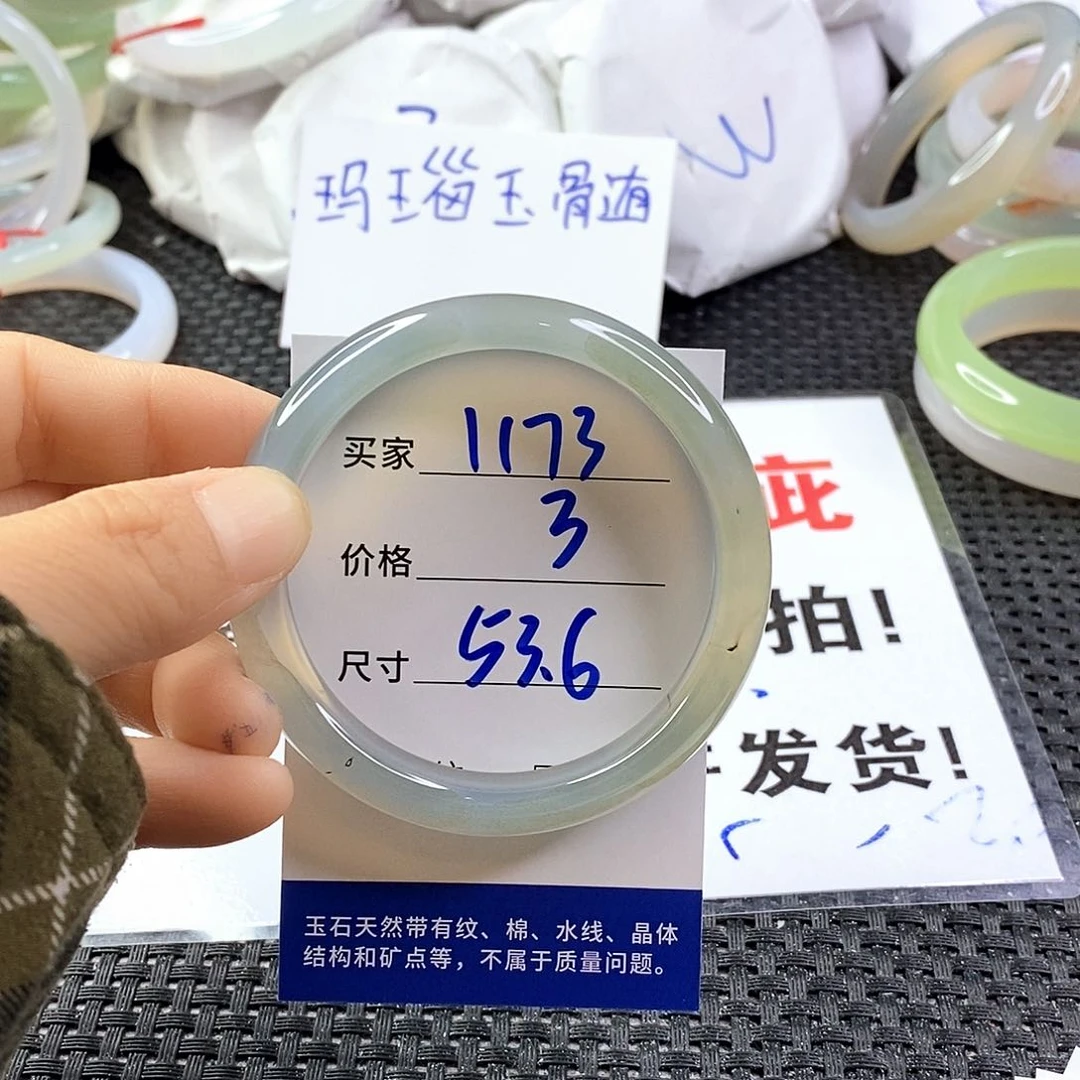 玛瑙玉骨髓
买家 1173
价格 3
尺寸 53.6
玉石天然带有纹、棉、水线、晶体
结构和矿点等，不属于质量问题。
疵
拍！
发货！